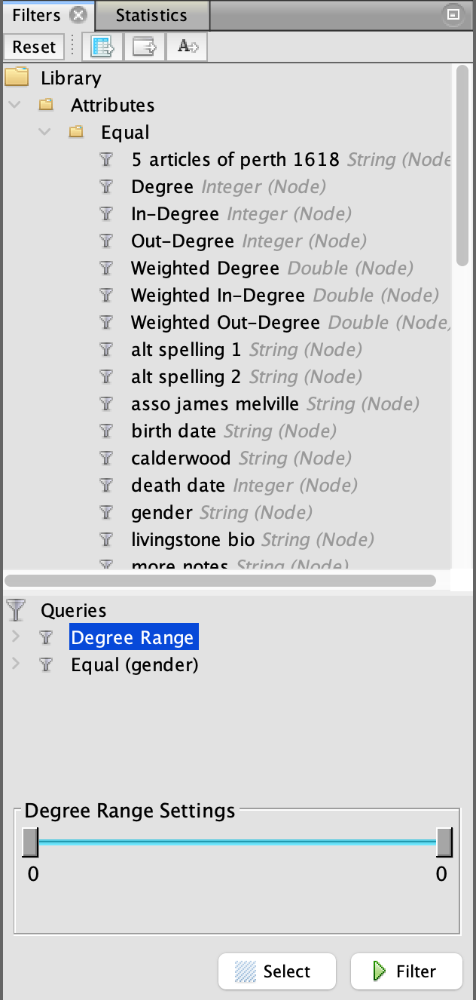 Filters Statistics
Reset A
Library
Attributes
Equal
5 articles of perth 1618 String (Node
Degree Integer (Node)
In-Degree Integer (Node)
Out-Degree Integer (Node)
Weighted Degree Double (Node)
Weighted In-Degree Double (Node)
Weighted Out-Degree Double (Node)
alt spelling 1 String (Node)
alt spelling 2 String (Node)
asso james melville String (Node)
birth date String (Node)
calderwood String (Node)
death date Integer (Node)
gender String (Node)
livingstone bio String (Node)
more notes String (Node)
Queries
Degree Range
Equal (gender)
Degree Range Settings
0 0
Select Filter